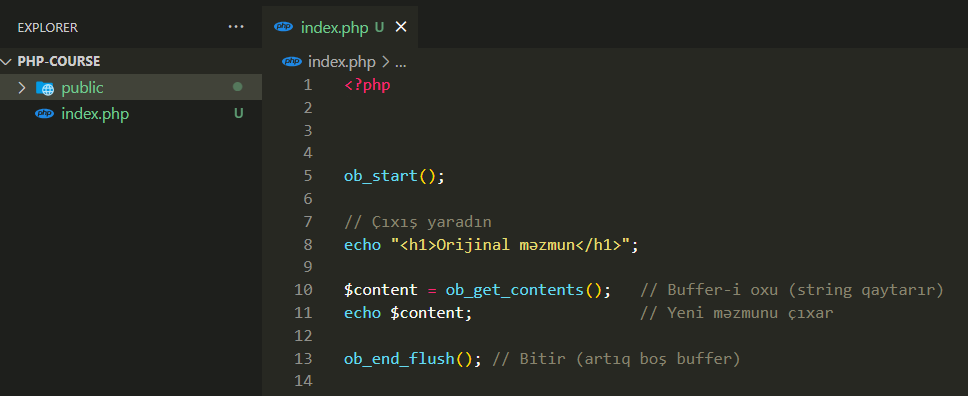 EXPLORER ...
PHP-COURSE
public
index.php U
index.php U ×
index.php > ...
1 <?php
2
3
4
5 ob_start();
6
7 // Çıxış yaradın
8 echo "<h1>Orijinal məzmun</h1>";
9
10 $content = ob_get_contents(); // Buffer-i oxu (string qaytarır)
11 echo $content; // Yeni məzmunu çıxar
12
13 ob_end_flush(); // Bitir (artıq boş buffer)
14